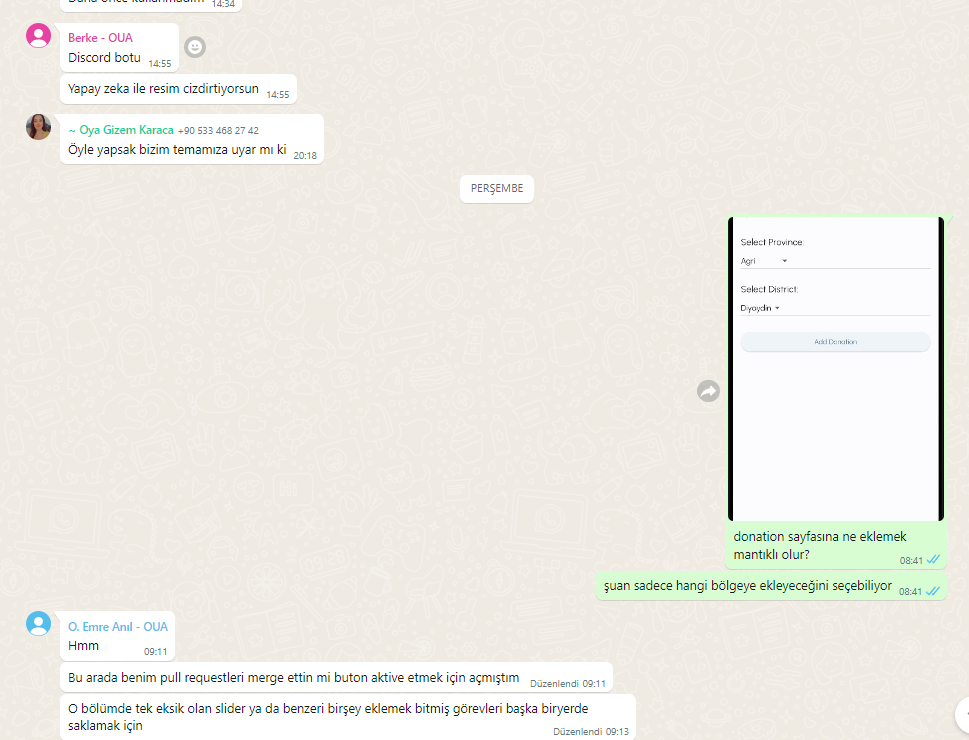 14:34
Berke - OUA
Discord botu 14:55
Yapay zeka ile resim cizdirtiyorsun 14:55
~ Oya Gizem Karaca +90 533 468 27 42
Öyle yapsak bizim temamıza uyar mı ki 20:18
PERŞEMBE
Select Province:
Agri
Select District:
Diyadin
Add Donation
donation sayfasına ne eklemek
mantıklı olur? 08:41
şuan sadece hangi bölgeye ekleyeceğini seçebiliyor 08:41
O. Emre Anıl - OUA
Hmm 09:11
Bu arada benim pull requestleri merge ettin mi buton aktive etmek için açmıştım Düzenlendi 09:11
O bölümde tek eksik olan slider ya da benzeri birşey eklemek bitmiş görevleri başka biryerde
saklamak için Düzenlendi 09:13